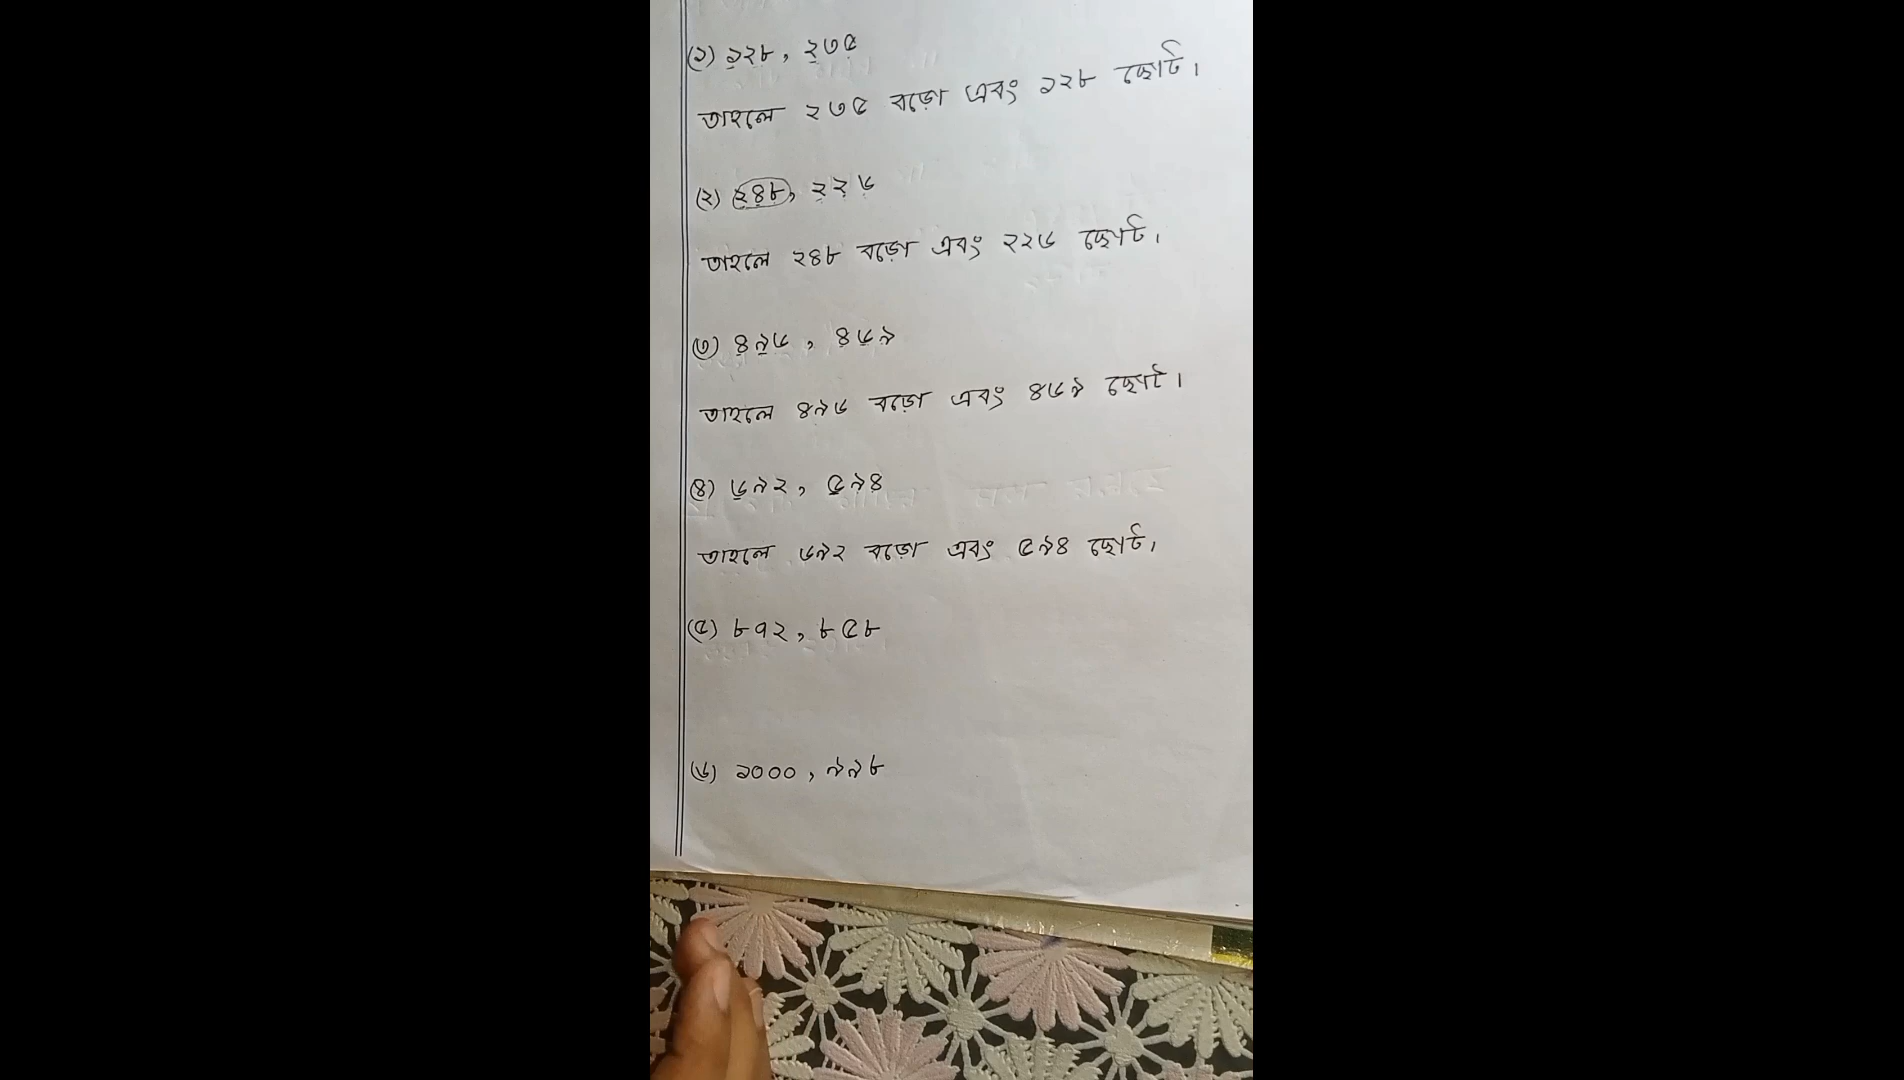 (১) ১২৮, ২৩৫
তাহলে ২৩৫ বড়ো এবং ১২৮ ছোট।
(২) ২৪৮, ২২৬
তাহলে ২৪৮ বড়ো এবং ২২৬ ছোট।
(৩) ৪৯৬, ৪৬৯
তাহলে ৪৯৬ বড়ো এবং ৪৬৯ ছোট।
(৪) ৬৯২, ৫৯৪
তাহলে ৬৯২ বড়ো এবং ৫৯৪ ছোট।
(৫) ৮৭২, ৮৫৮
(৬) ১০০০, ৯৯৮